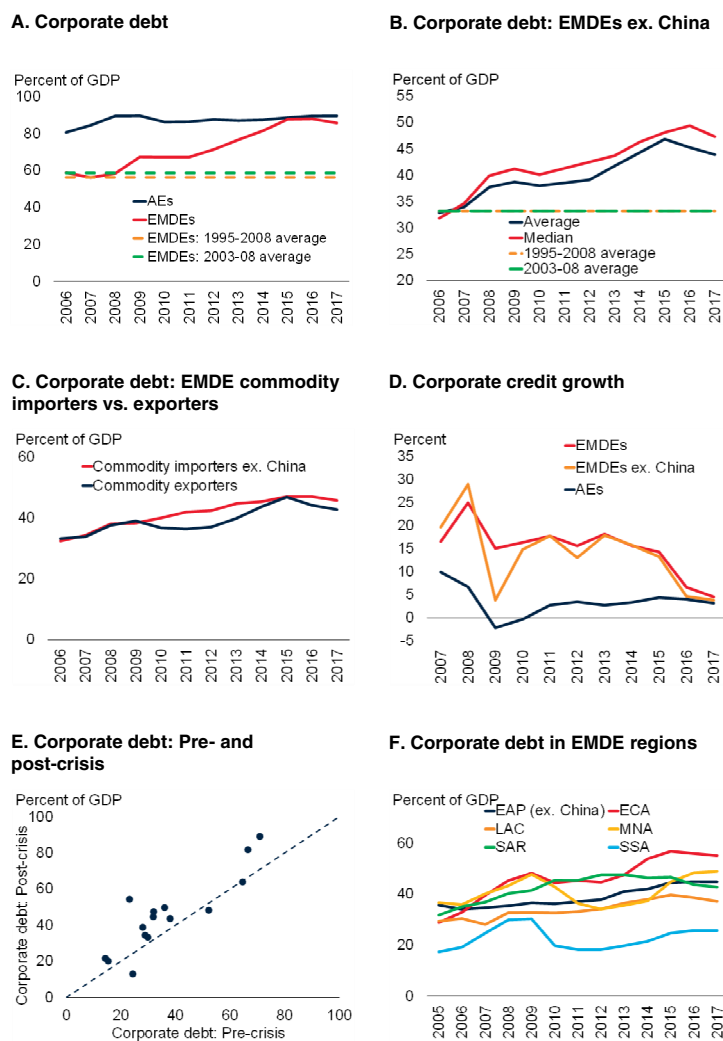 A. Corporate debt
Percent of GDP
100
80
60
40
20
0
AEs
EMDEs
EMDEs: 1995-2008 average
EMDEs: 2003-08 average
2006
2007
2008
2009
2010
2011
2012
2013
2014
2015
2016
2017
B. Corporate debt: EMDEs ex. China
Percent of GDP
55
50
45
40
35
30
25
20
Average
Median
1995-2008 average
2003-08 average
2006
2007
2008
2009
2010
2011
2012
2013
2014
2015
2016
2017
C. Corporate debt: EMDE commodity
importers vs. exporters
Percent of GDP
60
40
20
0
Commodity importers ex. China
Commodity exporters
2006
2007
2008
2009
2010
2011
2012
2013
2014
2015
2016
2017
D. Corporate credit growth
Percent
35
30
25
20
15
10
5
0
-5
EMDEs
EMDEs ex. China
AEs
2007
2008
2009
2010
2011
2012
2013
2014
2015
2016
2017
E. Corporate debt: Pre- and
post-crisis
Percent of GDP
Corporate debt: Post-crisis
100
80
60
40
20
0
0 20 40 60 80 100
Corporate debt: Pre-crisis
F. Corporate debt in EMDE regions
Percent of GDP
EAP (ex. China) ECA
LAC MNA
SAR SSA
60
40
20
0
2005
2006
2007
2008
2009
2010
2011
2012
2013
2014
2015
2016
2017